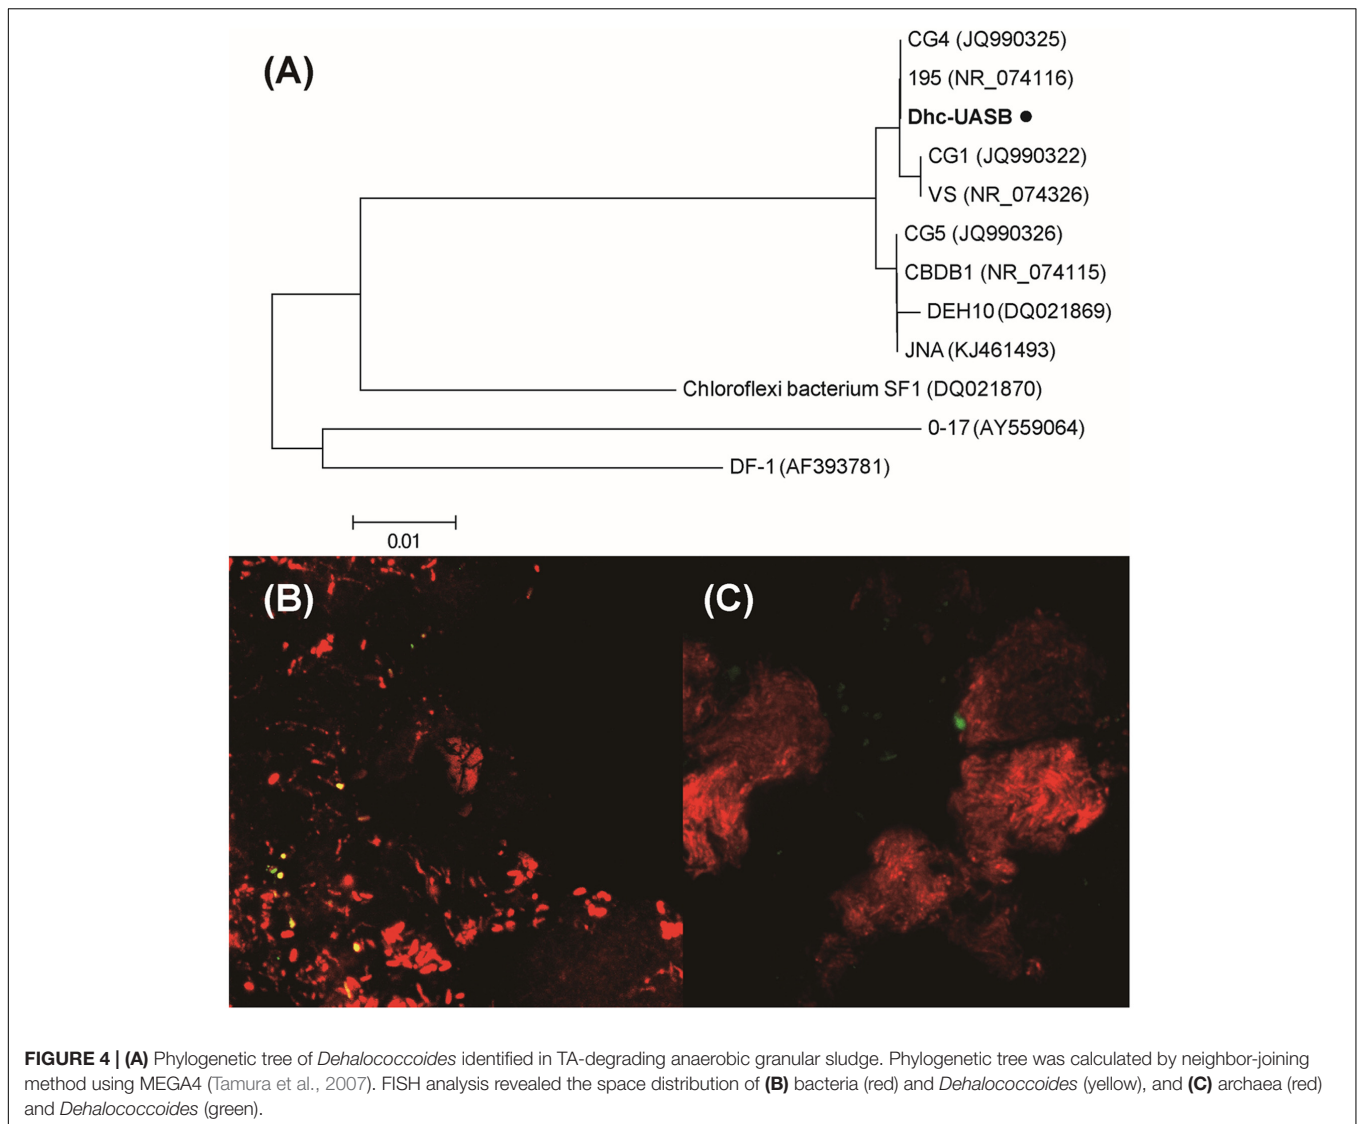 (A)
CG4 (JQ990325)
195 (NR_074116)
Dhc-UASB ●
CG1 (JQ990322)
VS (NR_074326)
CG5 (JQ990326)
CBDB1 (NR_074115)
DEH10(DQ021869)
JNA (KJ461493)
Chloroflexi bacterium SF1 (DQ021870)
0-17 (AY559064)
DF-1 (AF393781)
0.01
(B)
(C)
FIGURE 4 | (A) Phylogenetic tree of Dehalococcoides identified in TA-degrading anaerobic granular sludge. Phylogenetic tree was calculated by neighbor-joining
method using MEGA4 (Tamura et al., 2007). FISH analysis revealed the space distribution of (B) bacteria (red) and Dehalococcoides (yellow), and (C) archaea (red)
and Dehalococcoides (green).